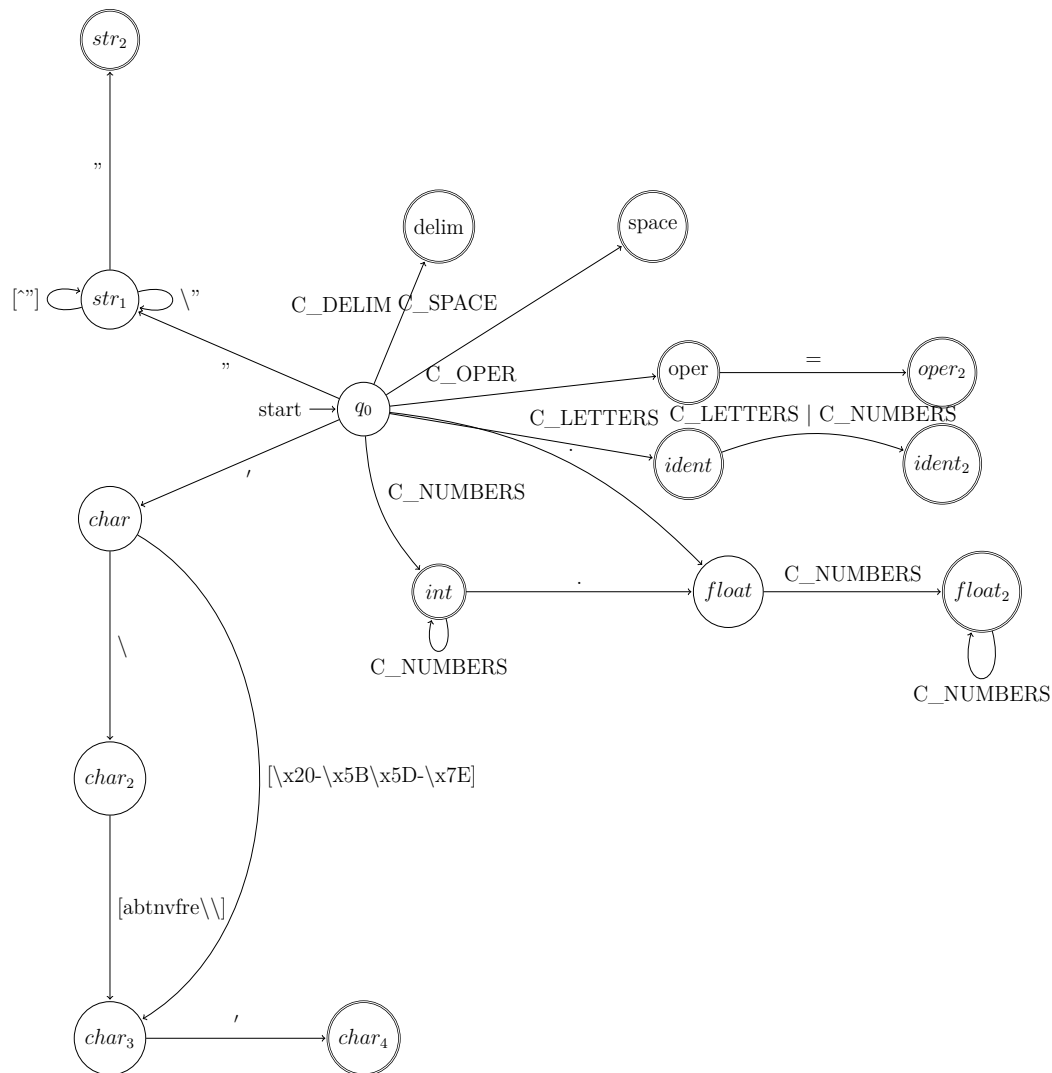 str₂
”
delim
space
[^”]
str₁
\”
C_DELIM
C_SPACE
”
C_OPER
oper
=
oper₂
start
q₀
C_LETTERS
C_LETTERS | C_NUMBERS
.
ident
ident₂
′
C_NUMBERS
char
int
.
float
C_NUMBERS
float₂
\
C_NUMBERS
C_NUMBERS
char₂
[\x20-\x5B\x5D-\x7E]
[abtnvfre\\]
char₃
′
char₄